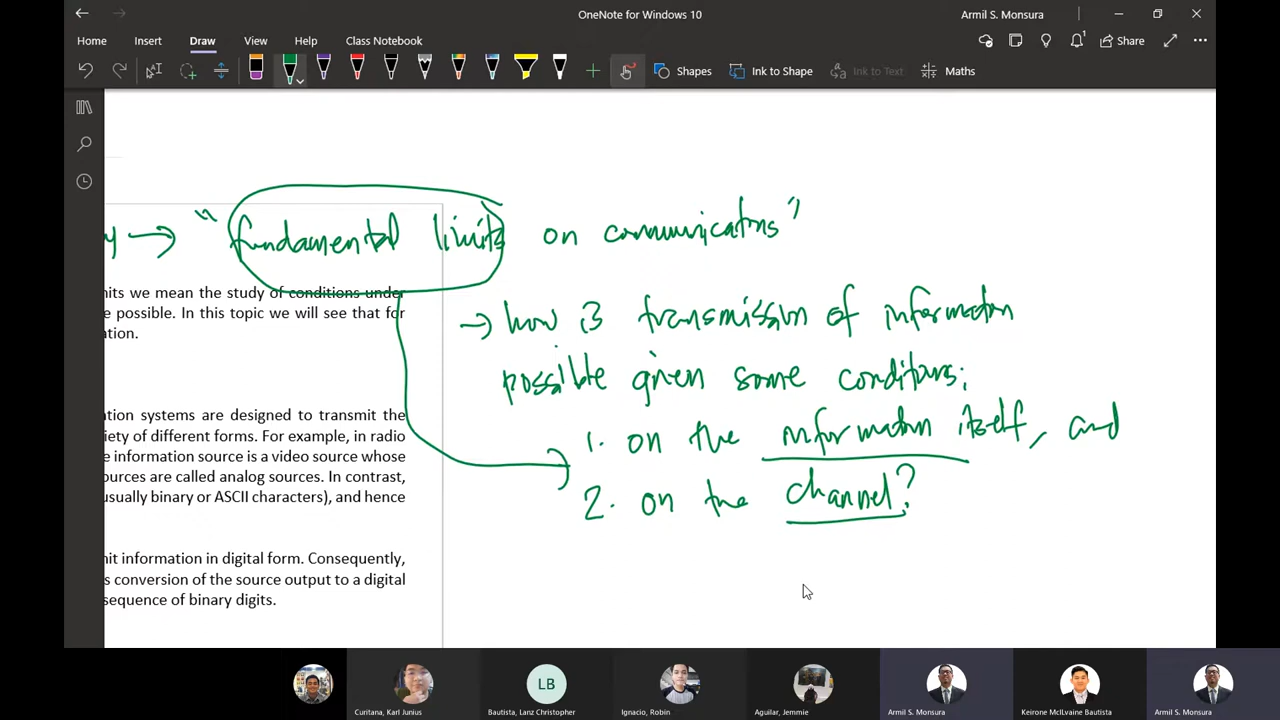 OneNote for Windows 10
Armil S. Monsura
Home Insert Draw View Help Class Notebook
Share
Shapes Ink to Shape Ink to Text Maths
y → "fundamental limits on communications"
mits we mean the study of conditions under
e possible. In this topic we will see that for
ation.
→ how is transmission of information
possible given some conditions:
1. on the information itself, and
2. on the channel?
tion systems are designed to transmit the
iety of different forms. For example, in radio
e information source is a video source whose
ources are called analog sources. In contrast,
usually binary or ASCII characters), and hence
mit information in digital form. Consequently,
s conversion of the source output to a digital
sequence of binary digits.
LB
Curitana, Karl Junius
Bautista, Lanz Christopher
Ignacio, Robin
Aguilar, Jemmie
Armil S. Monsura
Keirone McIlvaine Bautista
Armil S. Monsura